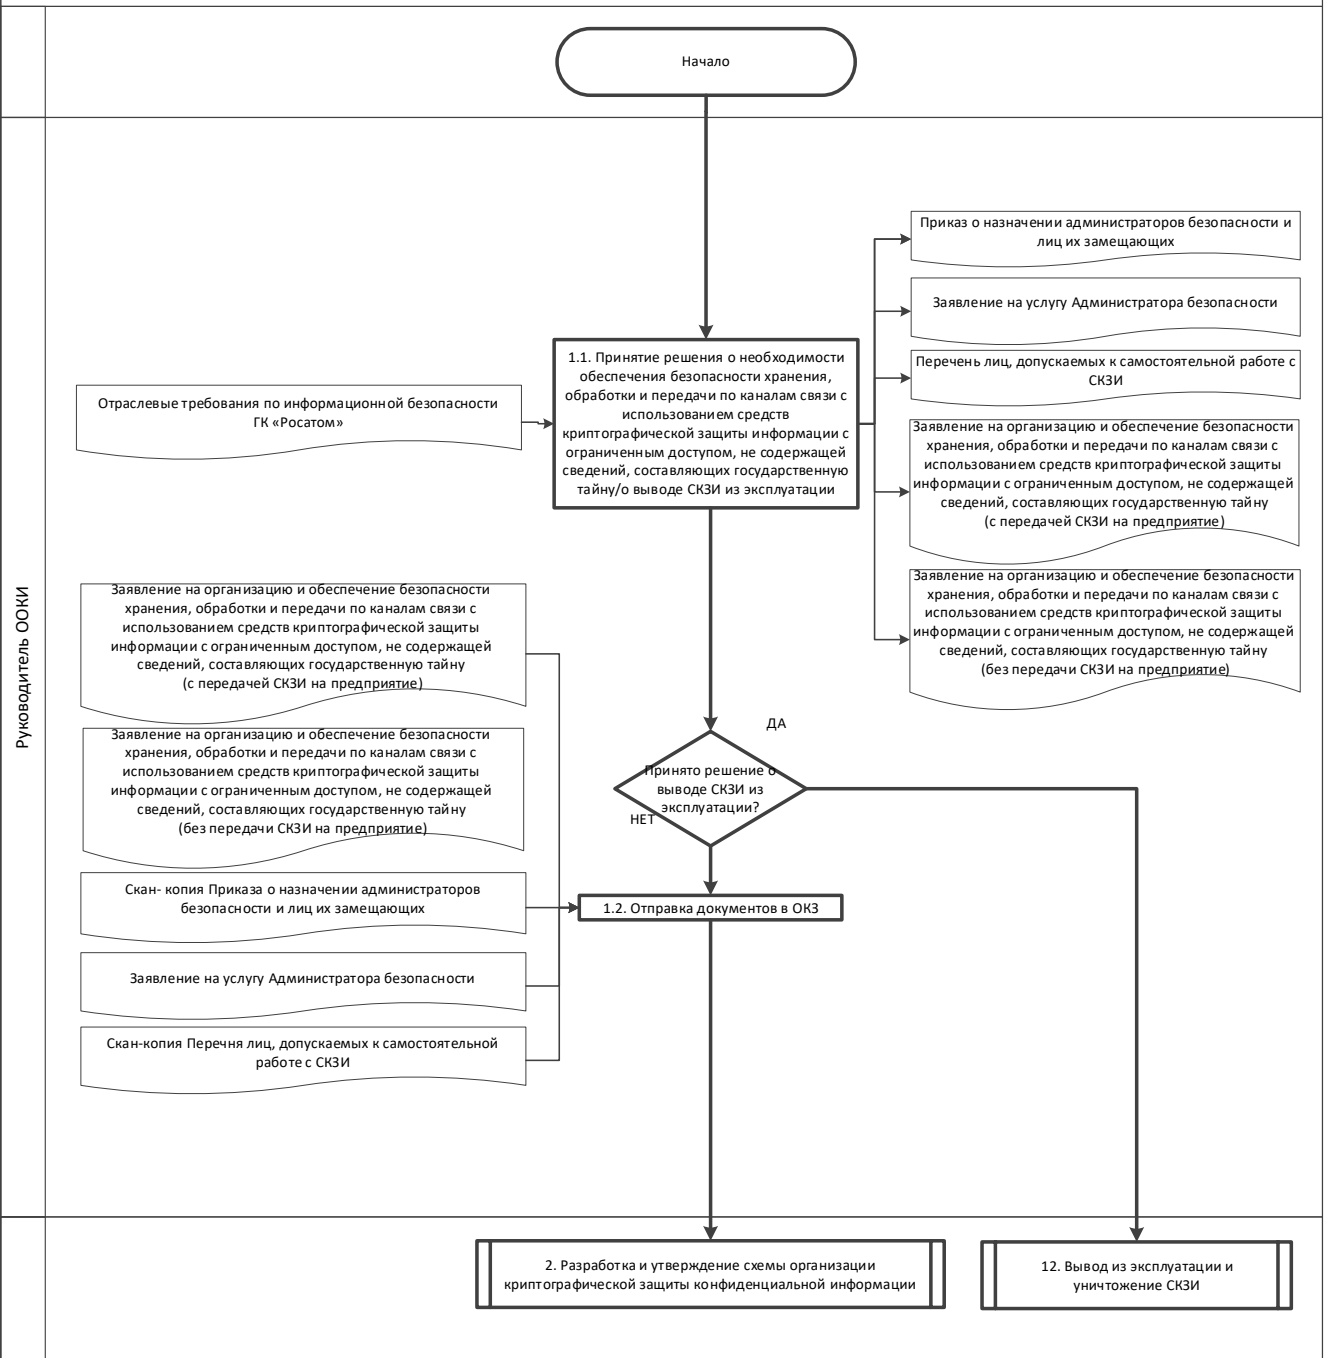 Начало
Руководитель ООКИ
Приказ о назначении администраторов безопасности и
лиц их замещающих
Заявление на услугу Администратора безопасности
Перечень лиц, допускаемых к самостоятельной работе с
СКЗИ
Заявление на организацию и обеспечение безопасности
хранения, обработки и передачи по каналам связи с
использованием средств криптографической защиты
информации с ограниченным доступом, не содержащей
сведений, составляющих государственную тайну
(с передачей СКЗИ на предприятие)
Заявление на организацию и обеспечение безопасности
хранения, обработки и передачи по каналам связи с
использованием средств криптографической защиты
информации с ограниченным доступом, не содержащей
сведений, составляющих государственную тайну
(без передачи СКЗИ на предприятие)
1.1. Принятие решения о необходимости
обеспечения безопасности хранения,
обработки и передачи по каналам связи с
использованием средств
криптографической защиты информации с
ограниченным доступом, не содержащей
сведений, составляющих государственную
тайну/о выводе СКЗИ из эксплуатации
Отраслевые требования по информационной безопасности
ГК «Росатом»
Заявление на организацию и обеспечение безопасности
хранения, обработки и передачи по каналам связи с
использованием средств криптографической защиты
информации с ограниченным доступом, не содержащей
сведений, составляющих государственную тайну
(с передачей СКЗИ на предприятие)
Заявление на организацию и обеспечение безопасности
хранения, обработки и передачи по каналам связи с
использованием средств криптографической защиты
информации с ограниченным доступом, не содержащей
сведений, составляющих государственную тайну
(без передачи СКЗИ на предприятие)
Скан- копия Приказа о назначении администраторов
безопасности и лиц их замещающих
Заявление на услугу Администратора безопасности
Скан-копия Перечня лиц, допускаемых к самостоятельной
работе с СКЗИ
ДА
Принято решение о
выводе СКЗИ из
эксплуатации?
НЕТ
1.2. Отправка документов в ОКЗ
2. Разработка и утверждение схемы организации
криптографической защиты конфиденциальной информации
12. Вывод из эксплуатации и
уничтожение СКЗИ